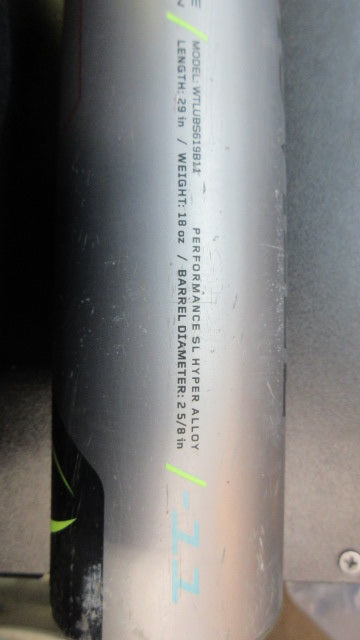 MODEL: WTLUBS619B11 PERFORMANCE SL HYPER ALLOY
LENGTH: 29 in / WEIGHT: 18 oz / BARREL DIAMETER: 2 5/8 in
-11